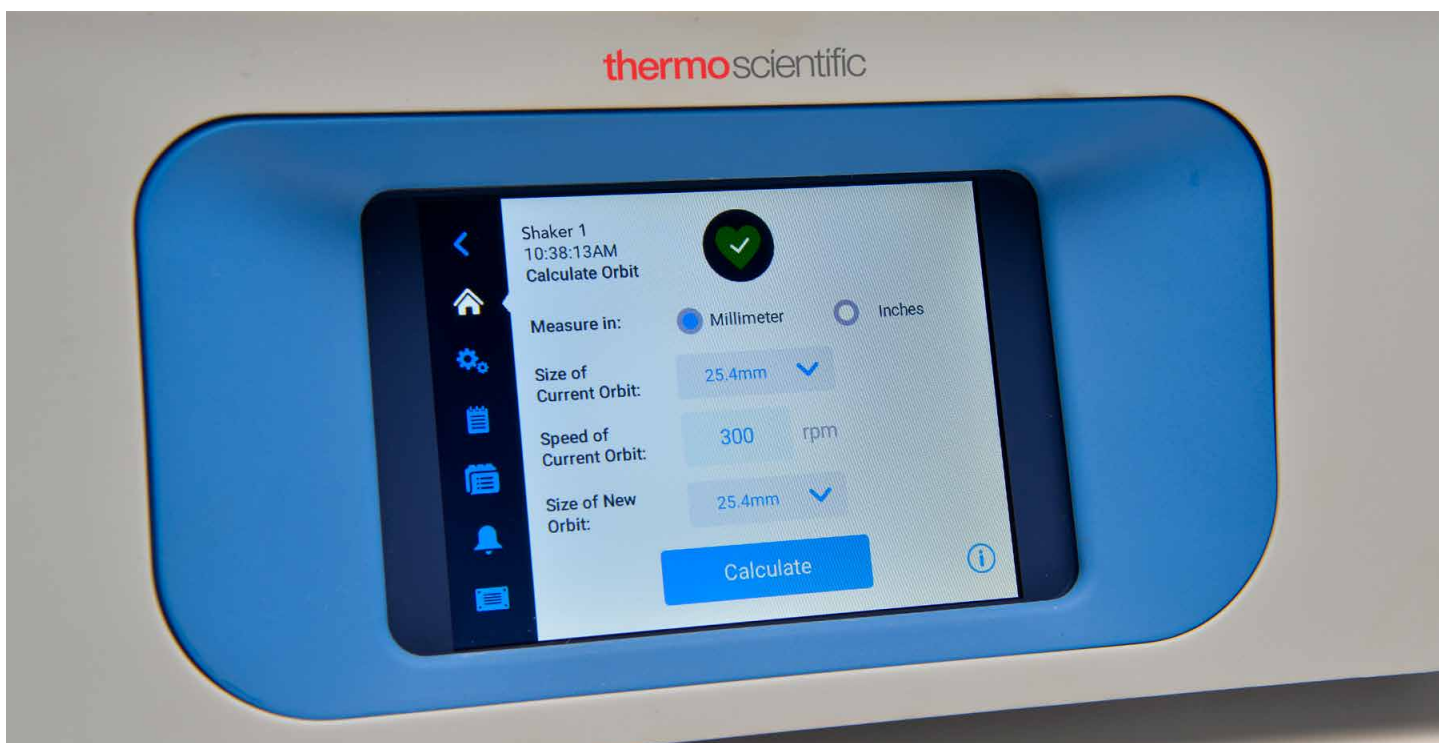 thermoscientific
Shaker 1
10:38:13AM
Calculate Orbit
Measure in:
Millimeter
Inches
Size of
Current Orbit:
25.4mm
Speed of
Current Orbit:
300
rpm
Size of New
Orbit:
25.4mm
Calculate